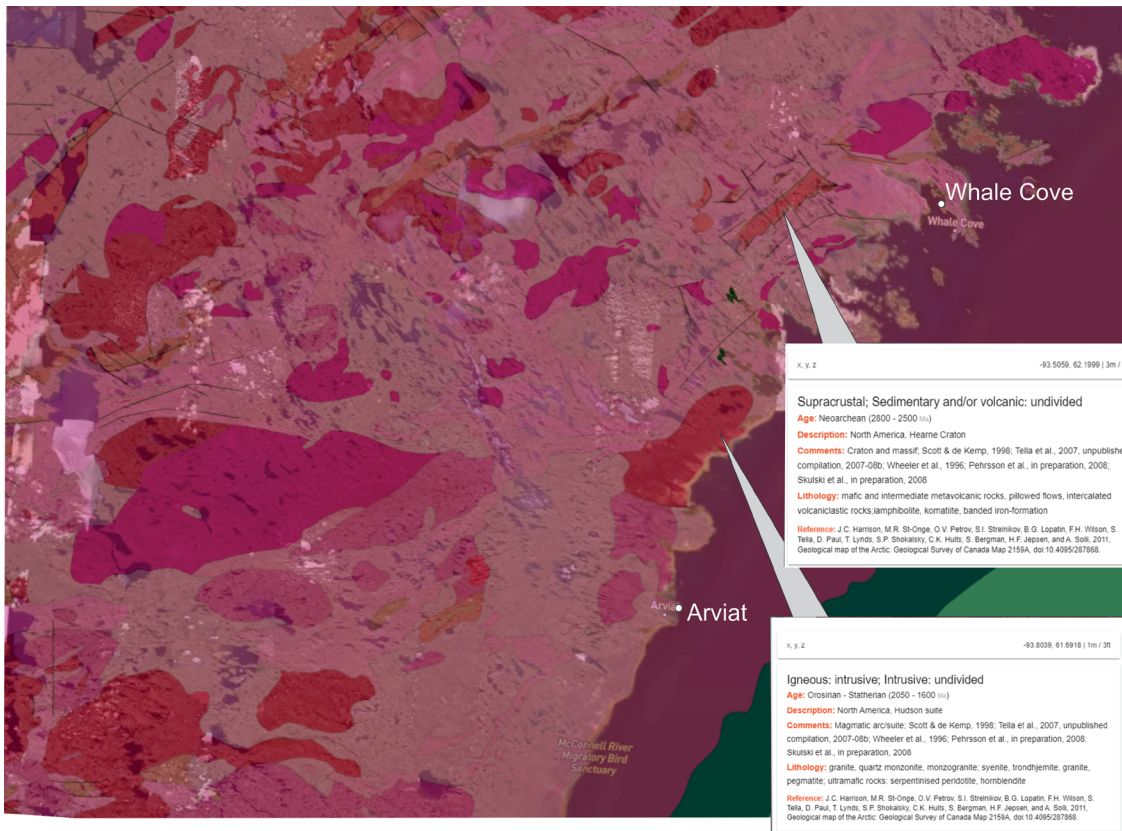 Whale Cove
Whale Cove
x, y, z -93.5059, 62.1999 | 3m /
Supracrustal; Sedimentary and/or volcanic: undivided
Age: Neoarchean (2800 - 2500 Ma)
Description: North America, Hearne Craton
Comments: Craton and massif; Scott & de Kemp, 1998; Tella et al., 2007, unpublishe
compilation, 2007-08b; Wheeler et al., 1996; Pehrsson et al., in preparation, 2008;
Skulski et al., in preparation, 2008
Lithology: mafic and intermediate metavolcanic rocks, pillowed flows, intercalated
volcaniclastic rocks;iamphibolite, komatiite, banded iron-formation
Reference: J.C. Harrison, M.R. St-Onge, O.V. Petrov, S.I. Strelnikov, B.G. Lopatin, F.H. Wilson, S.
Tella, D. Paul, T. Lynds, S.P. Shokalsky, C.K. Hults, S. Bergman, H.F. Jepsen, and A. Solli, 2011,
Geological map of the Arctic: Geological Survey of Canada Map 2159A, doi:10.4095/287868.
Arvia
Arviat
x, y, z -93.8039, 61.6918 | 1m / 3ft
Igneous: intrusive; Intrusive: undivided
Age: Orosirian - Statherian (2050 - 1600 Ma)
Description: North America, Hudson suite
Comments: Magmatic arc/suite; Scott & de Kemp, 1998; Tella et al., 2007, unpublished
compilation, 2007-08b; Wheeler et al., 1996; Pehrsson et al., in preparation, 2008;
Skulski et al., in preparation, 2008
Lithology: granite, quartz monzonite, monzogranite; syenite, trondhjemite, granite,
pegmatite; ultramafic rocks: serpentinised peridotite, hornblendite
Reference: J.C. Harrison, M.R. St-Onge, O.V. Petrov, S.I. Strelnikov, B.G. Lopatin, F.H. Wilson, S.
Tella, D. Paul, T. Lynds, S.P. Shokalsky, C.K. Hults, S. Bergman, H.F. Jepsen, and A. Solli, 2011,
Geological map of the Arctic: Geological Survey of Canada Map 2159A, doi:10.4095/287868.
McConnell River
Migratory Bird
Sanctuary